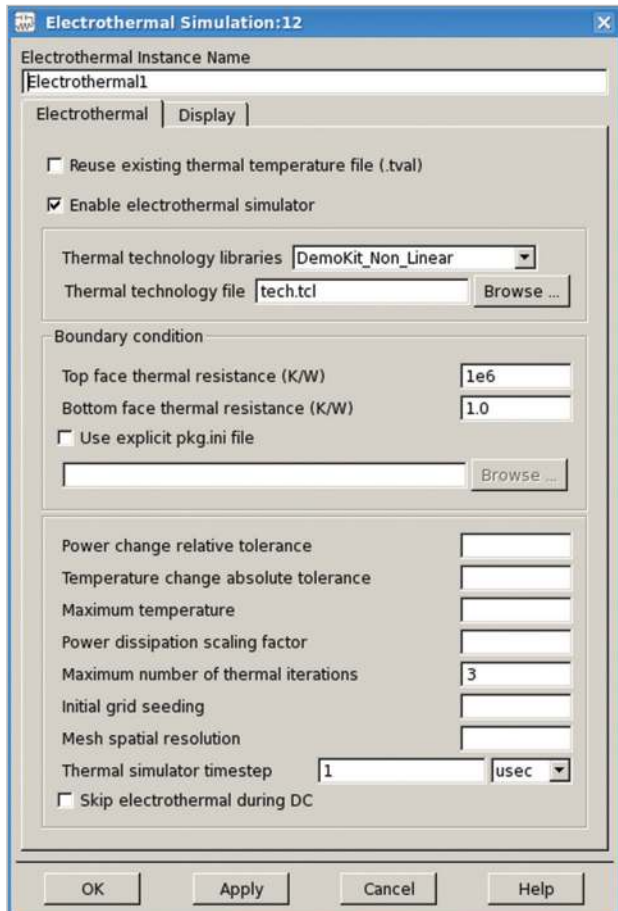 Electrothermal Simulation:12
Electrothermal Instance Name
Electrothermal1
Electrothermal Display
Reuse existing thermal temperature file (.tval)
Enable electrothermal simulator
Thermal technology libraries DemoKit_Non_Linear
Thermal technology file tech.tcl Browse ...
Boundary condition
Top face thermal resistance (K/W) 1e6
Bottom face thermal resistance (K/W) 1.0
Use explicit pkg.ini file
Browse ...
Power change relative tolerance
Temperature change absolute tolerance
Maximum temperature
Power dissipation scaling factor
Maximum number of thermal iterations 3
Initial grid seeding
Mesh spatial resolution
Thermal simulator timestep 1 usec
Skip electrothermal during DC
OK Apply Cancel Help